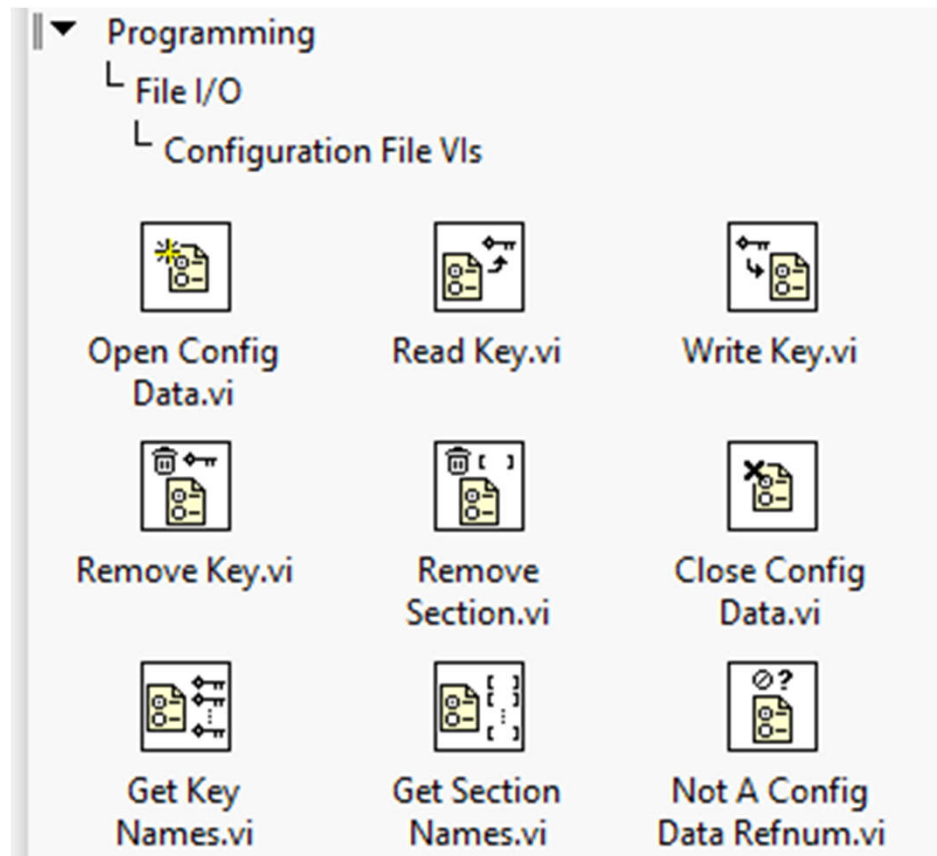 Programming
File I/O
Configuration File VIs
Open Config
Data.vi
Read Key.vi
Write Key.vi
Remove Key.vi
Remove
Section.vi
Close Config
Data.vi
Get Key
Names.vi
Get Section
Names.vi
Not A Config
Data Refnum.vi